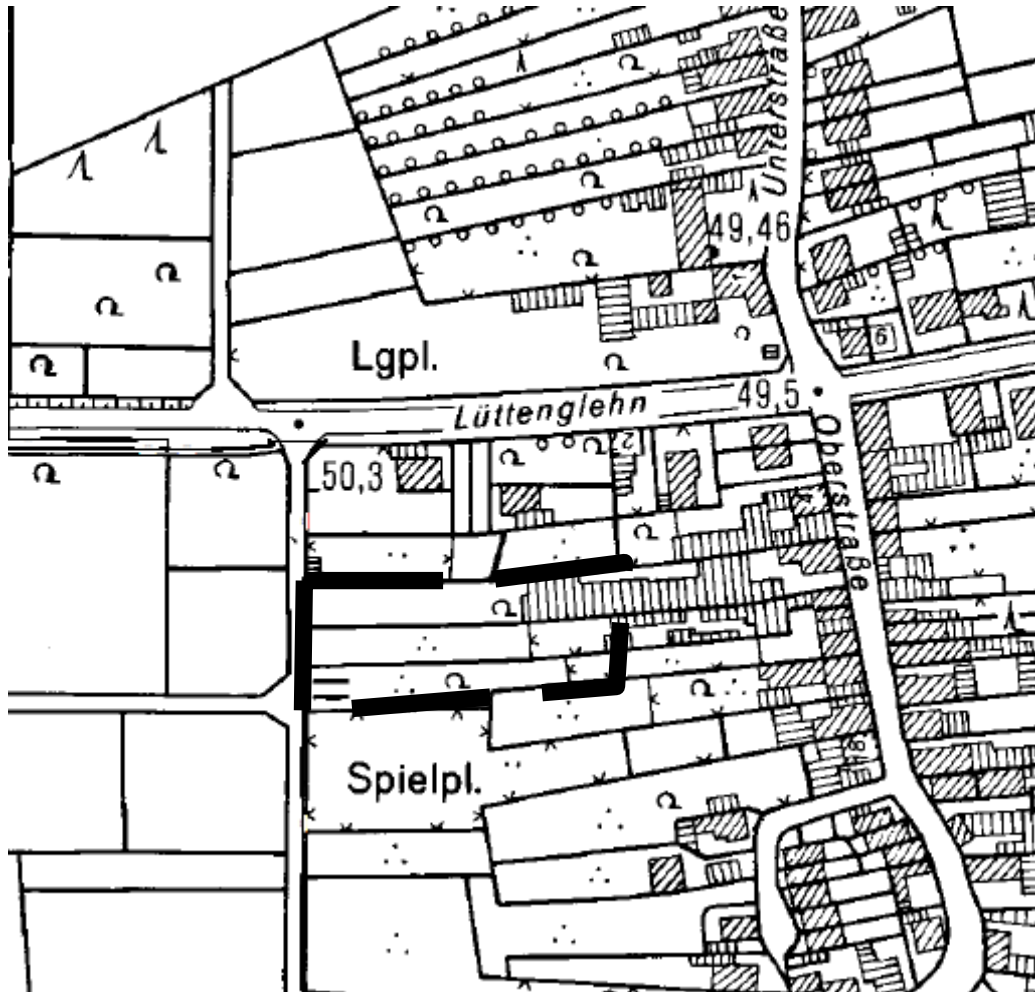 Unterstraße
49,46
Lgpl.
Lüttenglehn
49,5
50,3
Oberstraße
Spielpl.